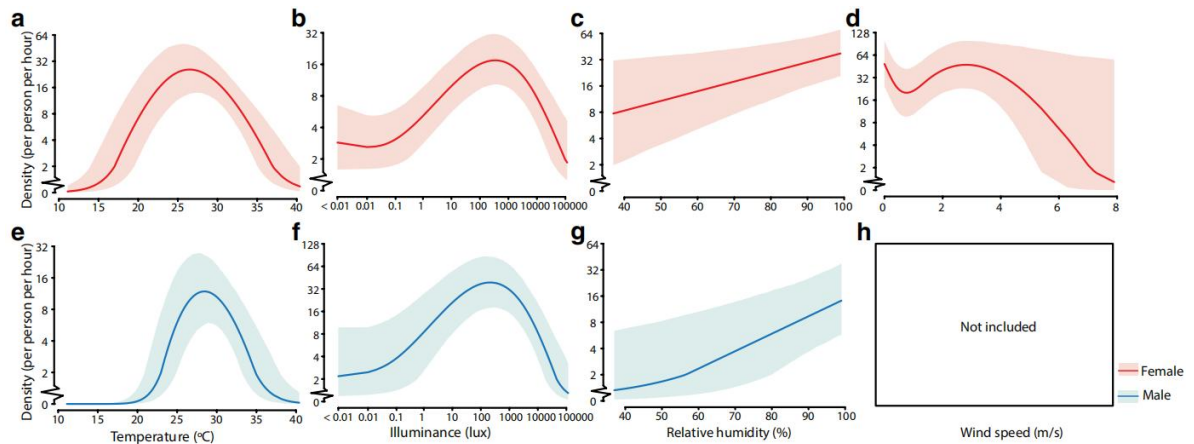 a
b
c
d
Density (per person per hour)
64
32
16
8
4
2
0
10 15 20 25 30 35 40
32
16
8
4
2
0
< 0.01 0.01 0.1 1 10 100 1000 10000 100000
64
32
16
8
4
2
0
40 50 60 70 80 90 100
128
64
32
16
8
4
2
0
0 2 4 6 8
e
f
g
h
Density (per person per hour)
32
16
8
4
2
0
10 15 20 25 30 35 40
Temperature (ºC)
128
64
32
16
8
4
2
0
< 0.01 0.01 0.1 1 10 100 1000 10000 100000
Illuminance (lux)
64
32
16
8
4
2
0
40 50 60 70 80 90 100
Relative humidity (%)
Not included
Wind speed (m/s)
Female
Male